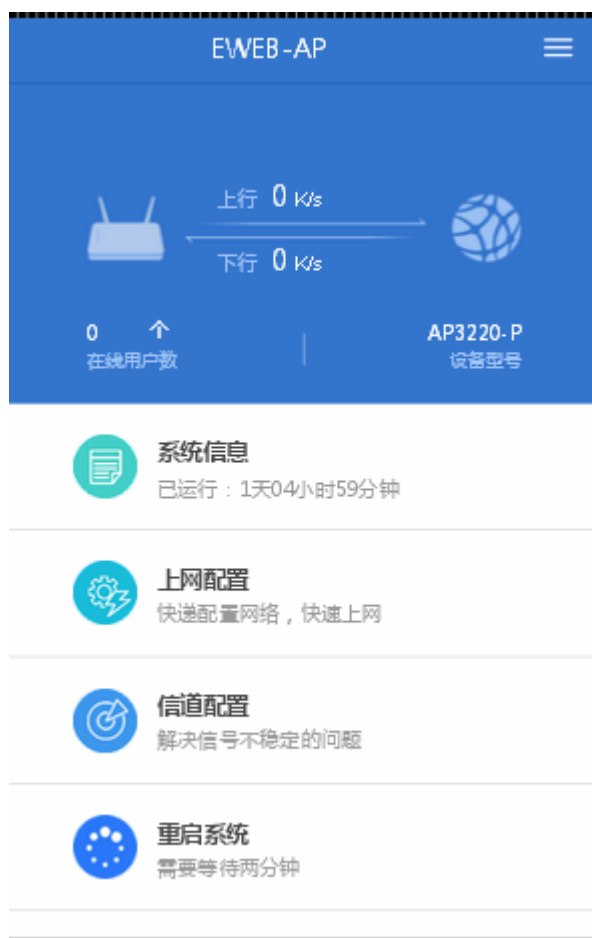 EWEB-AP
上行 0 K/s
下行 0 K/s
0 个
在线用户数
AP3220-P
设备型号
系统信息
已运行：1天04小时59分钟
上网配置
快递配置网络，快速上网
信道配置
解决信号不稳定的问题
重启系统
需要等待两分钟